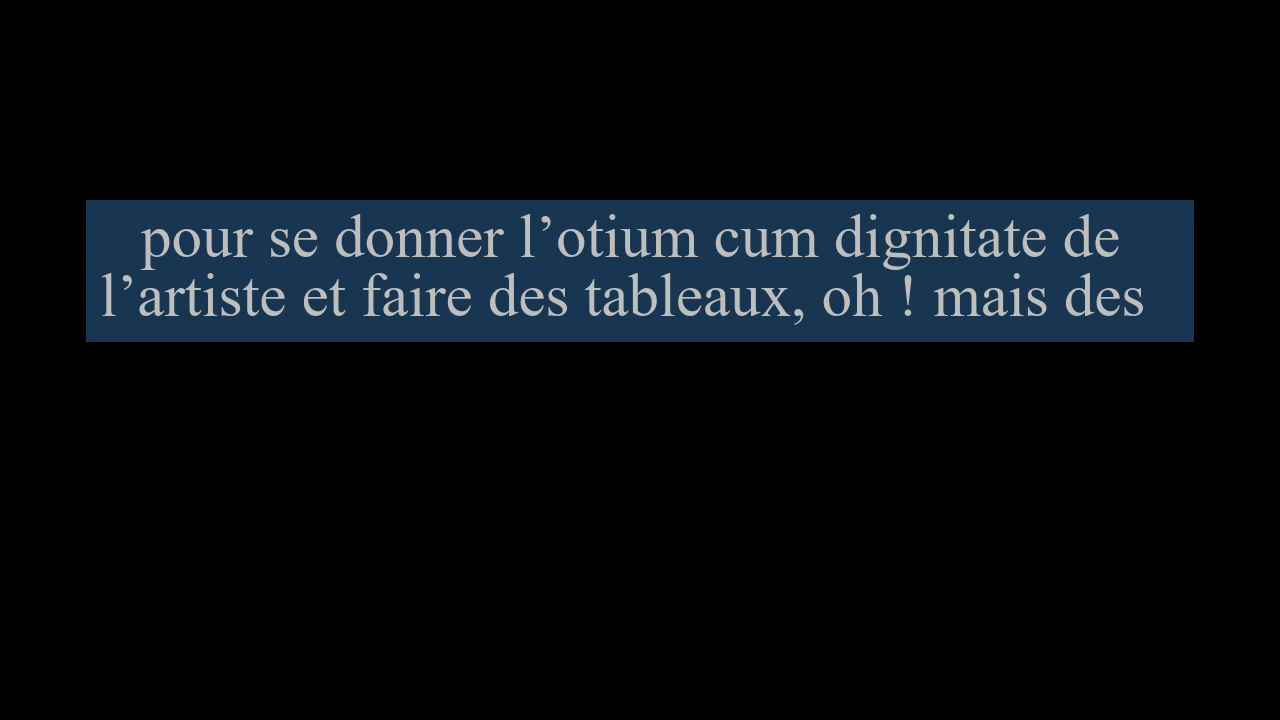 pour se donner l’otium cum dignitate de
l’artiste et faire des tableaux, oh ! mais des